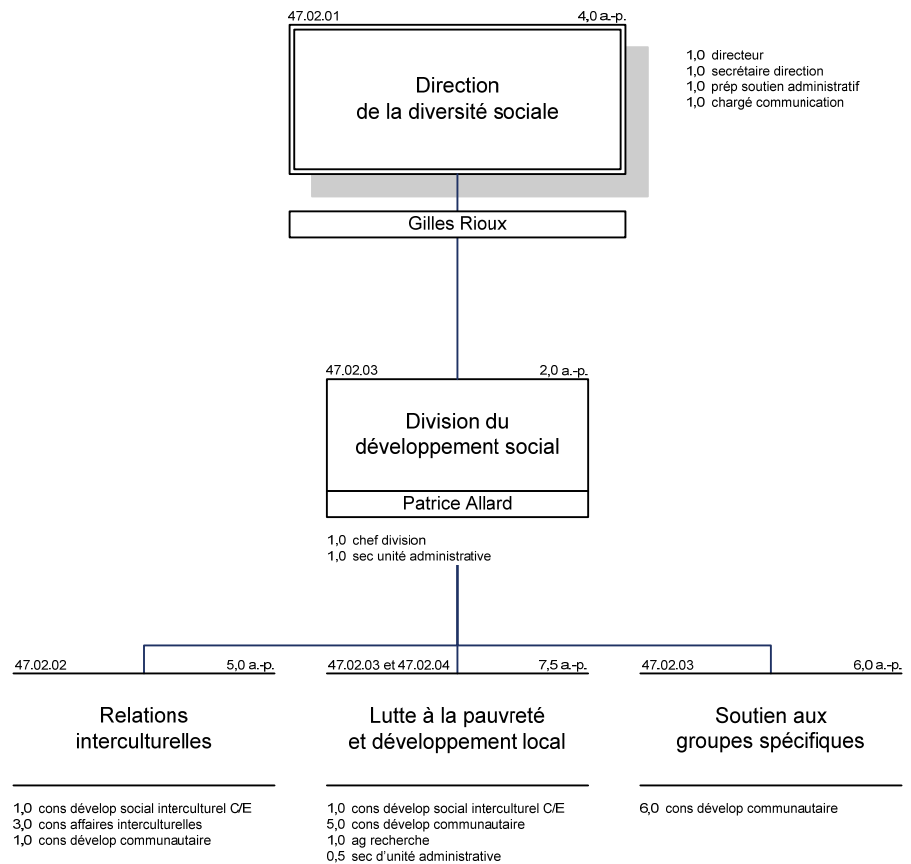 47.02.01 4,0 a.-p.
Direction
de la diversité sociale
1,0 directeur
1,0 secrétaire direction
1,0 prép soutien administratif
1,0 chargé communication
Gilles Rioux
47.02.03 2,0 a.-p.
Division du
développement social
Patrice Allard
1,0 chef division
1,0 sec unité administrative
47.02.02 5,0 a.-p.
Relations
interculturelles
1,0 cons dévelop social interculturel C/E
3,0 cons affaires interculturelles
1,0 cons dévelop communautaire
47.02.03 et 47.02.04 7,5 a.-p.
Lutte à la pauvreté
et développement local
1,0 cons dévelop social interculturel C/E
5,0 cons dévelop communautaire
1,0 ag recherche
0,5 sec d'unité administrative
47.02.03 6,0 a.-p.
Soutien aux
groupes spécifiques
6,0 cons dévelop communautaire